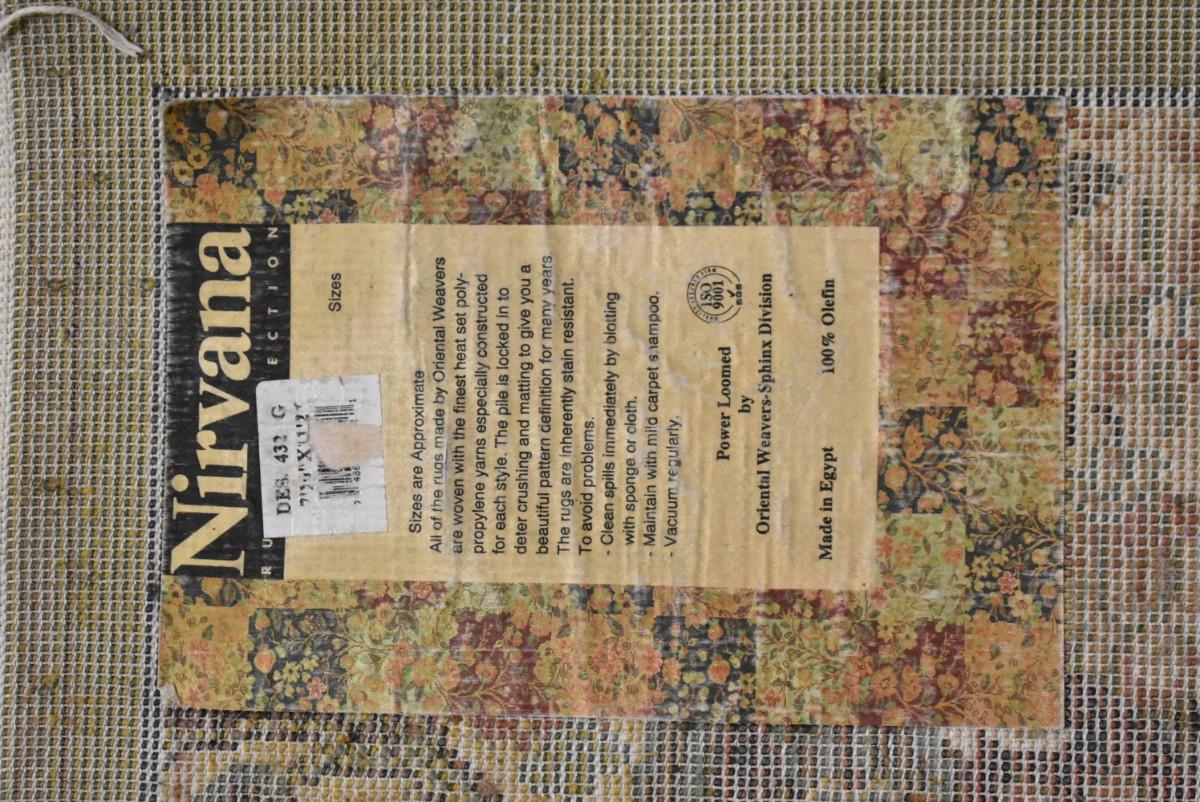 Nirvana
R U E C T I O N
DES. 432 G
Sizes
Sizes are Approximate
All of the rugs made by Oriental Weavers
are woven with the finest heat set poly-
propylene yarns especially constructed
for each style. The pile is locked in to
deter crushing and matting to give you a
beautiful pattern definition for many years.
The rugs are inherently stain resistant.
To avoid problems.
- Clean spills immediately by blotting
with sponge or cloth.
- Maintain with mild carpet shampoo.
- Vacuum regularly.
ISO
9001
Power Loomed
by
Oriental Weavers-Sphinx Division
Made in Egypt 100% Olefin